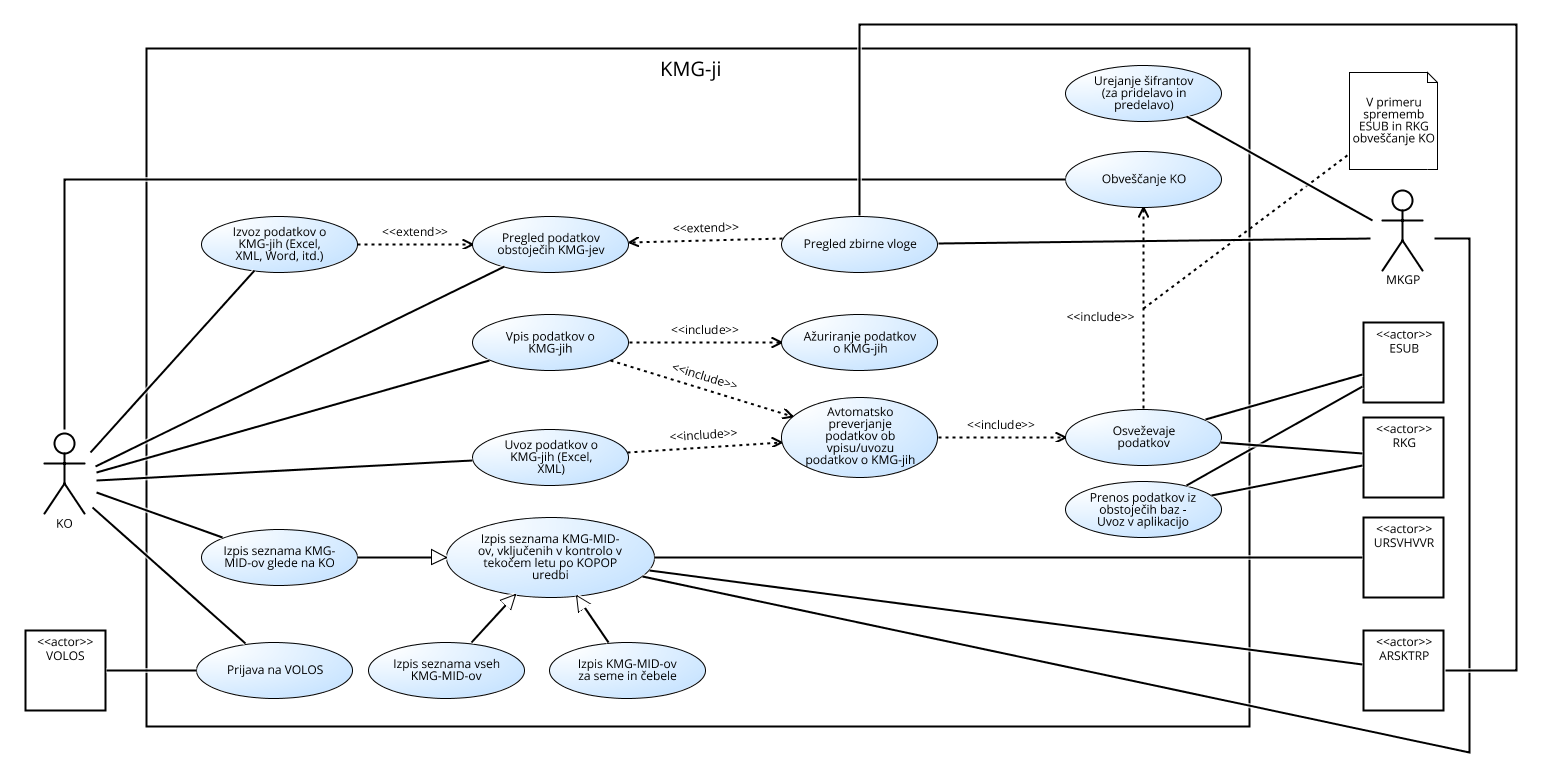 KMG-ji
Urejanje šifrantov
(za pridelavo in
predelavo)
V primeru
sprememb
ESUB in RKG
obveščanje KO
Obveščanje KO
Izvoz podatkov o
KMG-jih (Excel,
XML, Word, itd.)
<<extend>>
Pregled podatkov
obstoječih KMG-jev
<<extend>>
Pregled zbirne vloge
MKGP
<<include>>
Vpis podatkov o
KMG-jih
<<include>>
Ažuriranje podatkov
o KMG-jih
<<actor>>
ESUB
<<include>>
Avtomatsko
preverjanje
podatkov ob
vpisu/uvozu
podatkov o KMG-jih
<<include>>
Osveževaje
podatkov
<<actor>>
RKG
Uvoz podatkov o
KMG-jih (Excel,
XML)
<<include>>
KO
Prenos podatkov iz
obstoječih baz -
Uvoz v aplikacijo
Izpis seznama KMG-
MID-ov glede na KO
Izpis seznama KMG-MID-
ov, vključenih v kontrolo v
tekočem letu po KOPOP
uredbi
<<actor>>
URSVHVVR
<<actor>>
VOLOS
Prijava na VOLOS
Izpis seznama vseh
KMG-MID-ov
Izpis KMG-MID-ov
za seme in čebele
<<actor>>
ARSKTRP